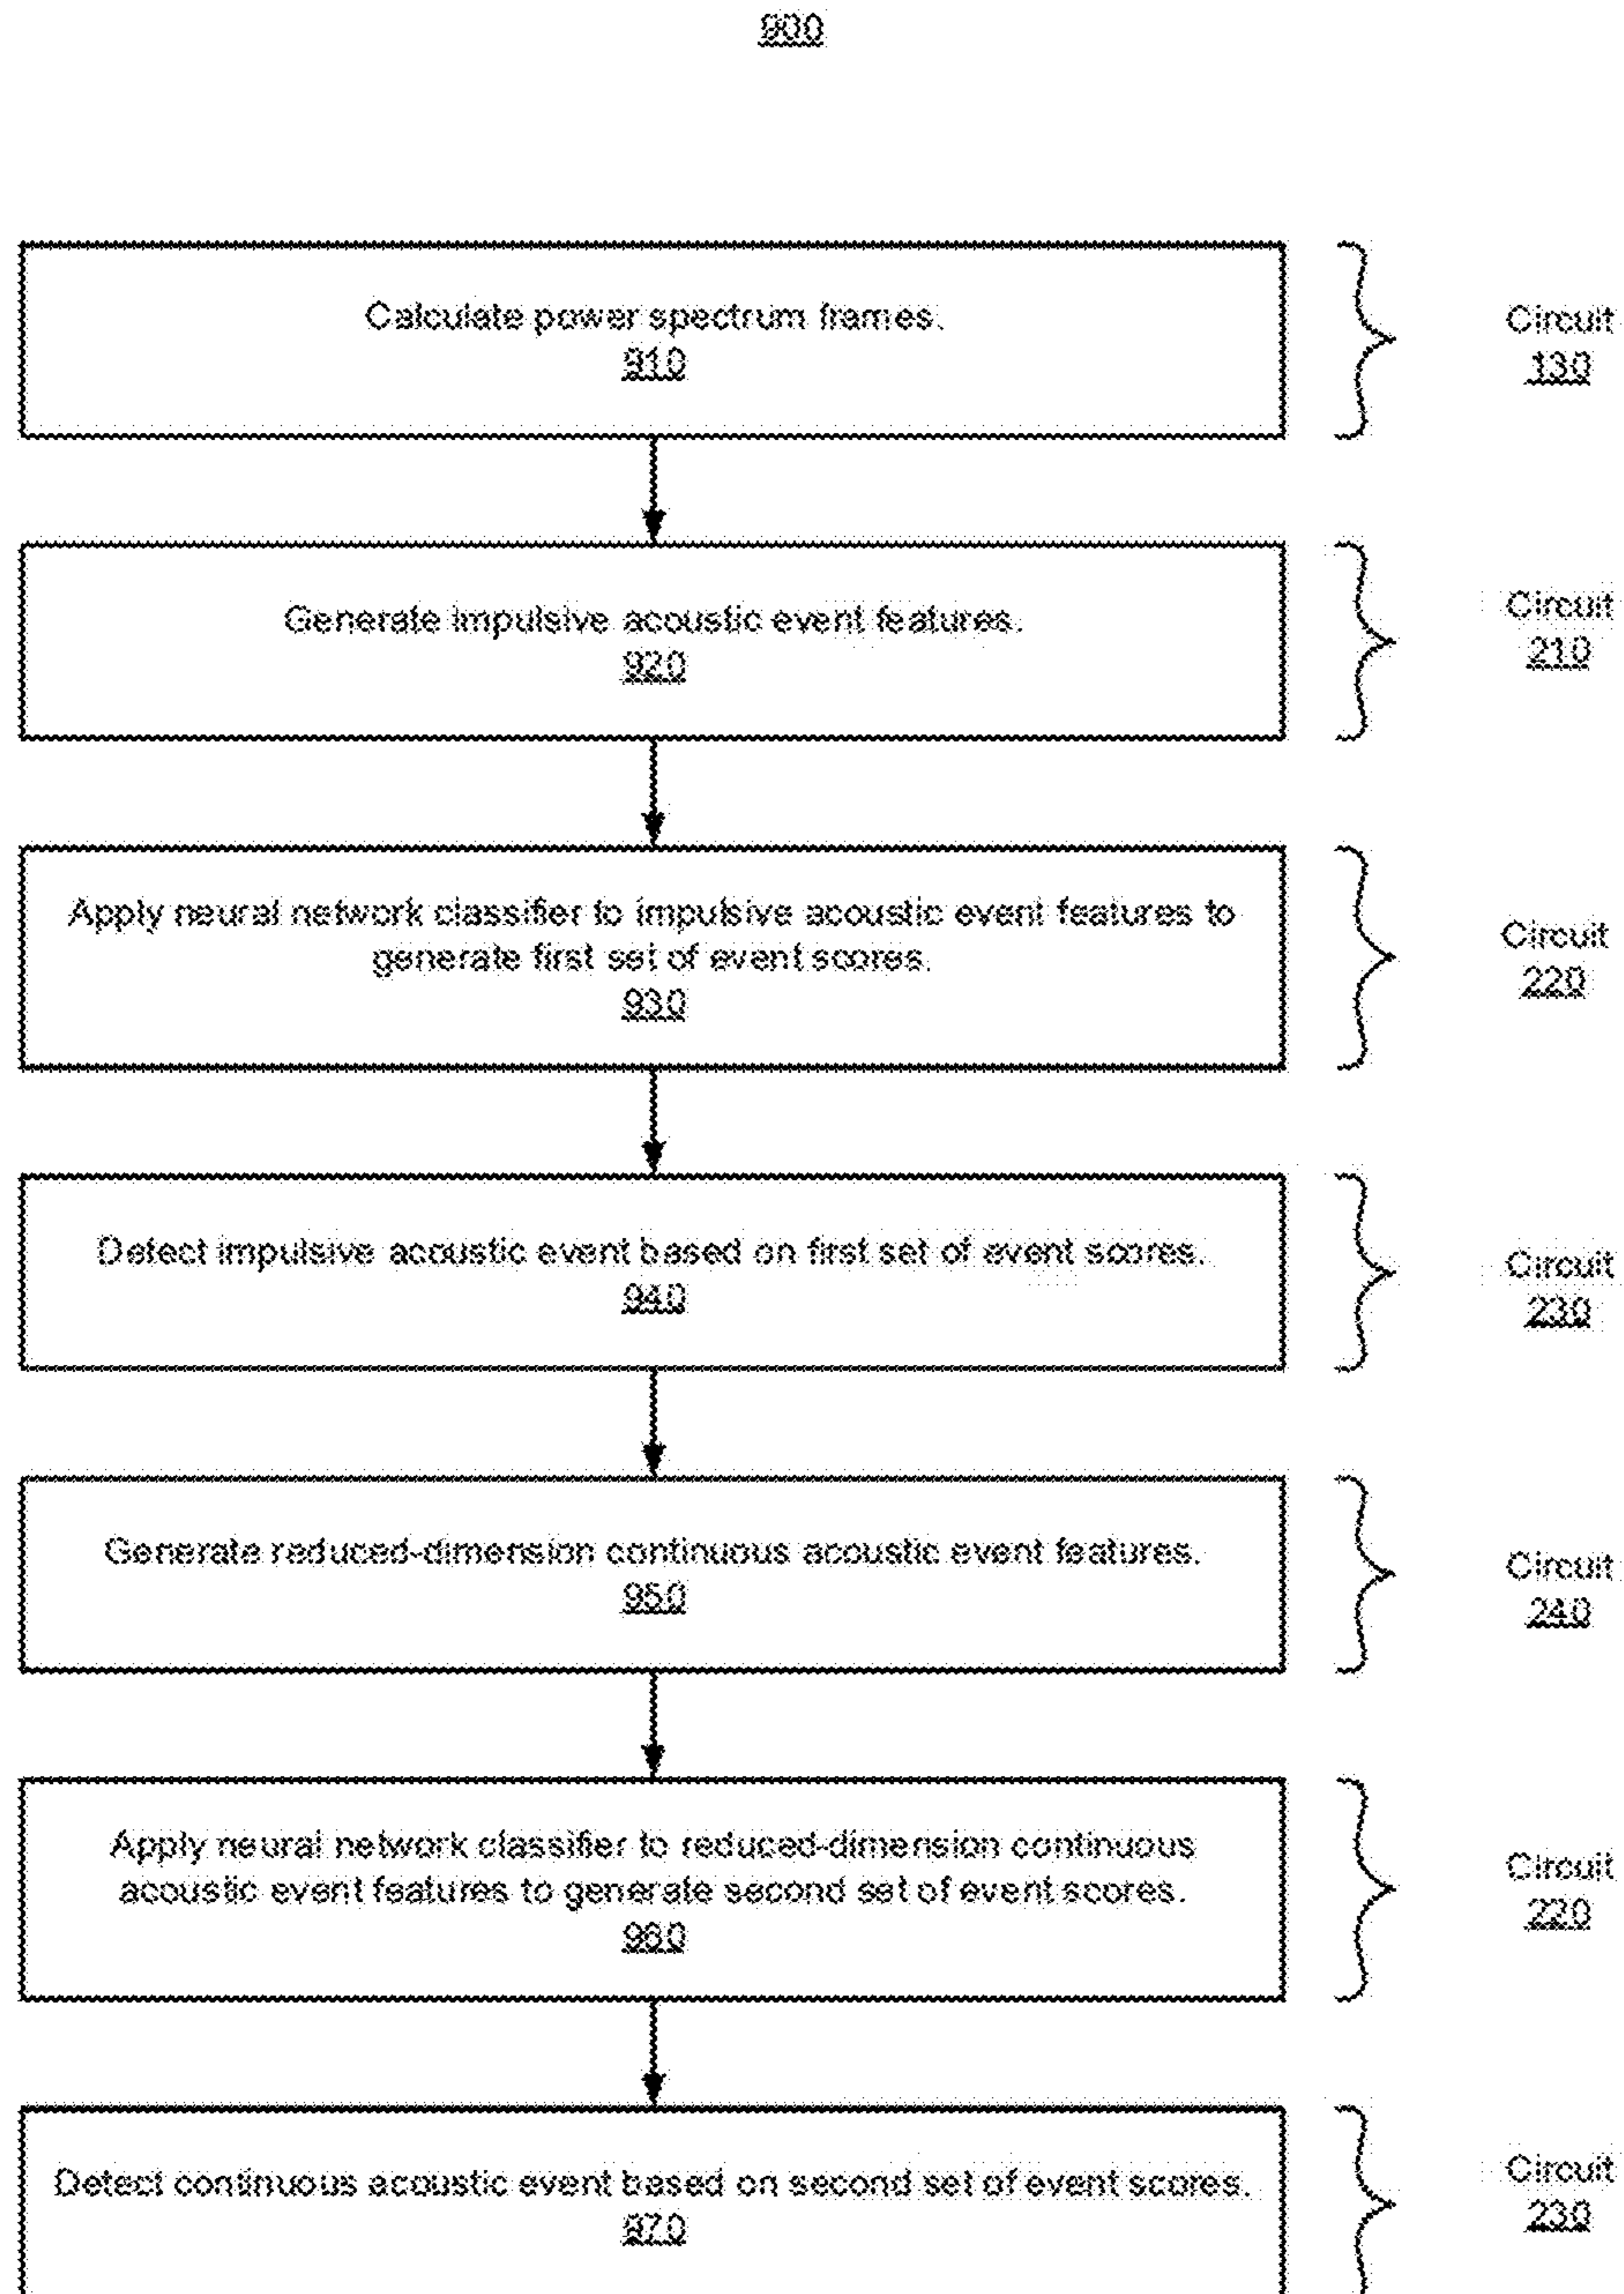 900
Calculate power spectrum frames.
910
Circuit
130
Generate impulsive acoustic event features.
920
Circuit
210
Apply neural network classifier to impulsive acoustic event features to
generate first set of event scores.
930
Circuit
220
Detect impulsive acoustic event based on first set of event scores.
940
Circuit
230
Generate reduced-dimension continuous acoustic event features.
950
Circuit
240
Apply neural network classifier to reduced-dimension continuous
acoustic event features to generate second set of event scores.
960
Circuit
220
Detect continuous acoustic event based on second set of event scores.
970
Circuit
230